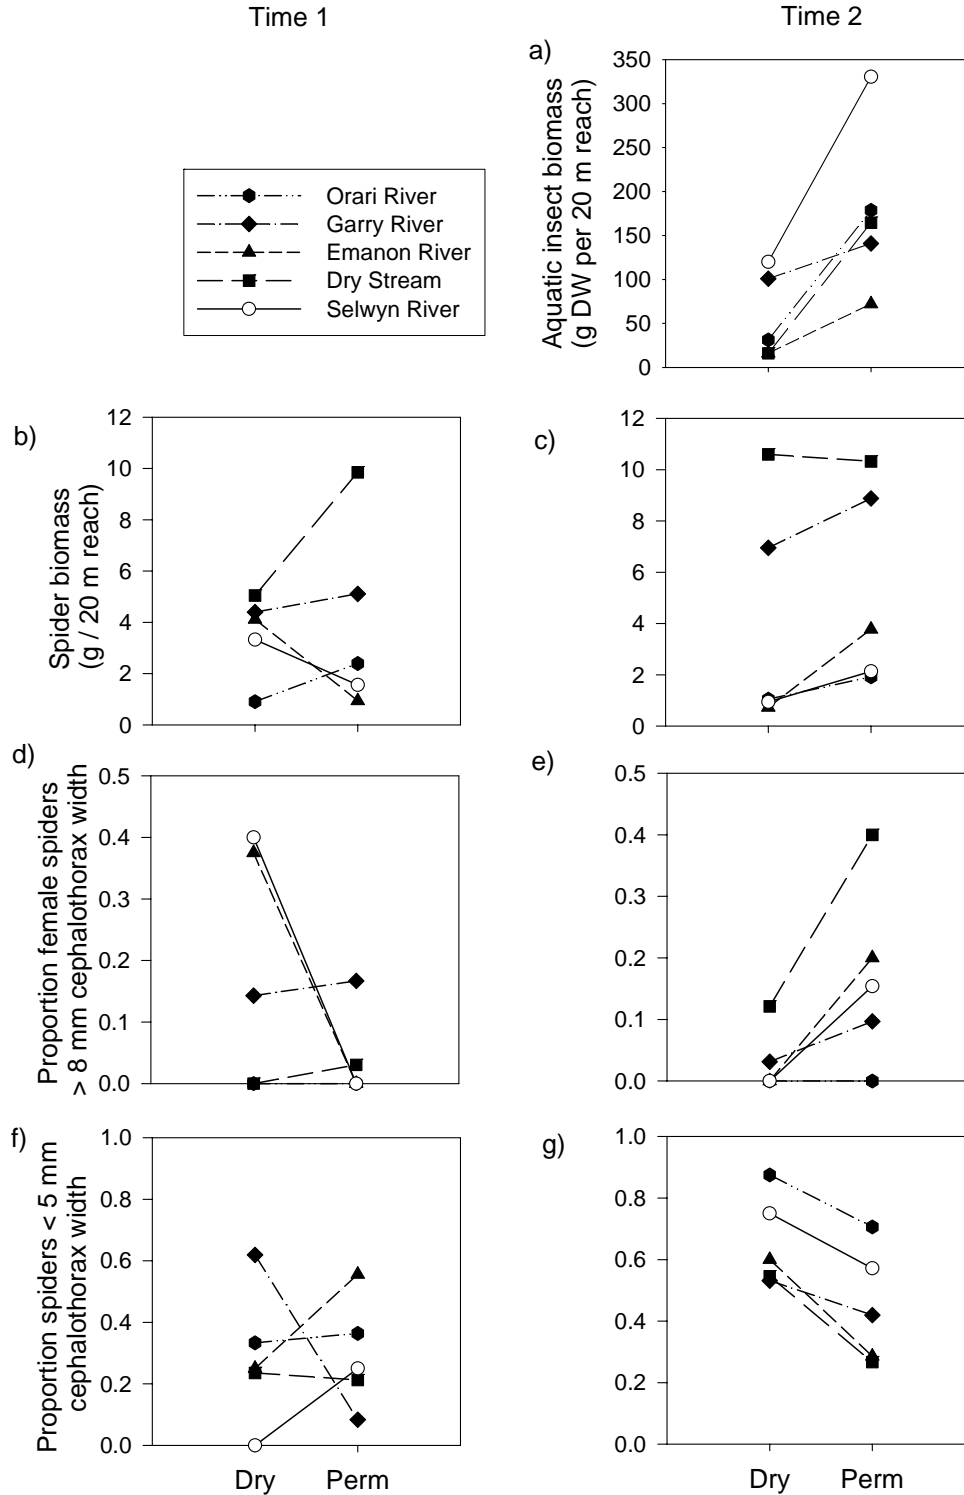 Time 1
Time 2
a)
Aquatic insect biomass
(g DW per 20 m reach)
350
300
250
200
150
100
50
0
Orari River
Garry River
Emanon River
Dry Stream
Selwyn River
b)
Spider biomass
(g / 20 m reach)
12
10
8
6
4
2
0
c)
12
10
8
6
4
2
0
d)
Proportion female spiders
> 8 mm cephalothorax width
0.5
0.4
0.3
0.2
0.1
0.0
e)
0.5
0.4
0.3
0.2
0.1
0.0
f)
Proportion spiders < 5 mm
cephalothorax width
1.0
0.8
0.6
0.4
0.2
0.0
Dry Perm
g)
1.0
0.8
0.6
0.4
0.2
0.0
Dry Perm